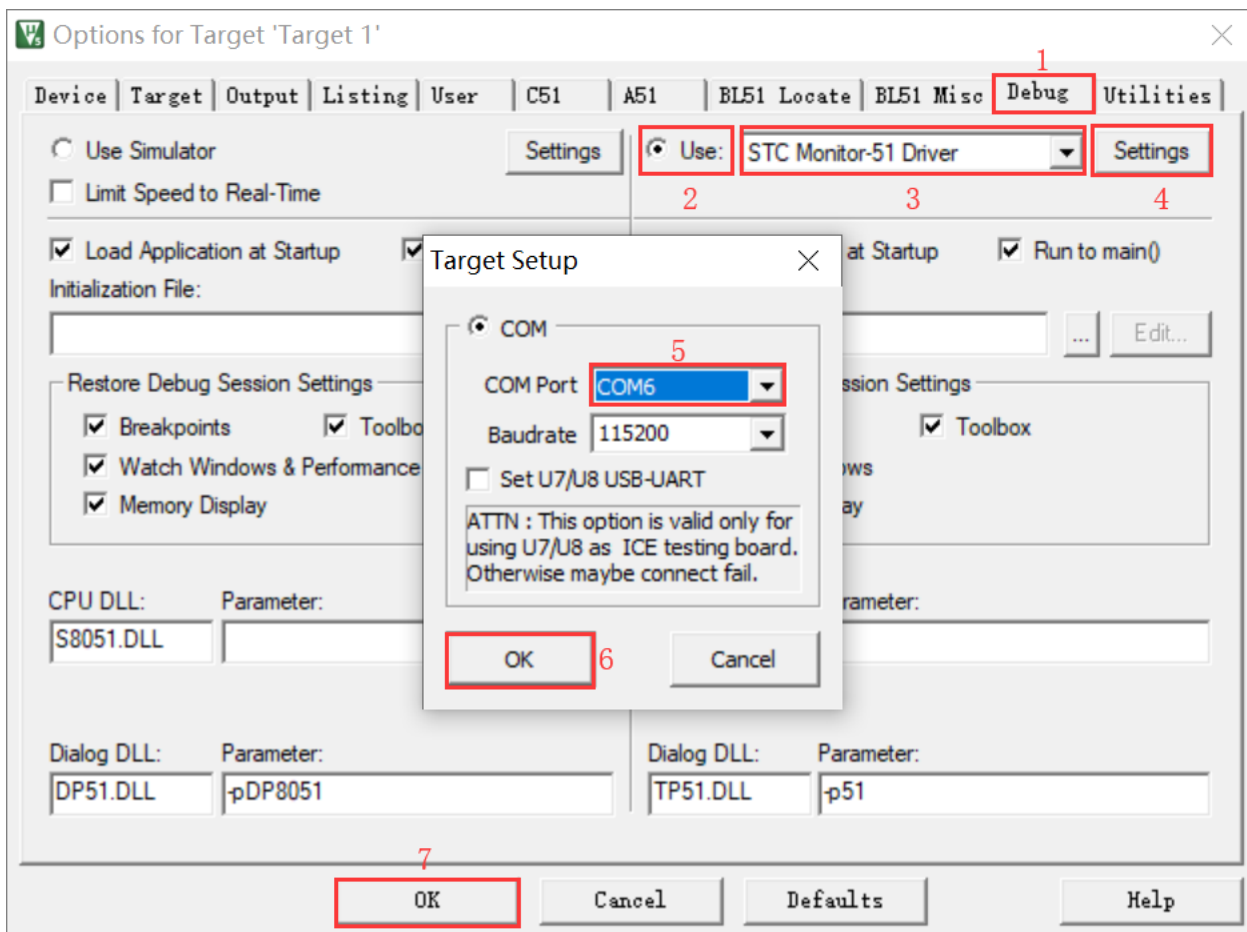 Options for Target 'Target 1'
1
Device Target Output Listing User C51 A51 BL51 Locate BL51 Misc Debug Utilities
Use Simulator Settings Use: STC Monitor-51 Driver Settings
Limit Speed to Real-Time 2 3 4
Load Application at Startup at Startup Run to main()
Initialization File:
... Edit...
Target Setup
COM
5
COM Port COM6
Baudrate 115200
Set U7/U8 USB-UART
ATTN : This option is valid only for
using U7/U8 as ICE testing board.
Otherwise maybe connect fail.
OK 6 Cancel
Restore Debug Session Settings ssion Settings
Breakpoints Toolbo Toolbox
Watch Windows & Performance ows
Memory Display ay
CPU DLL: Parameter: rameter:
S8051.DLL
Dialog DLL: Parameter: Dialog DLL: Parameter:
DP51.DLL -pDP8051 TP51.DLL -p51
7
OK Cancel Defaults Help